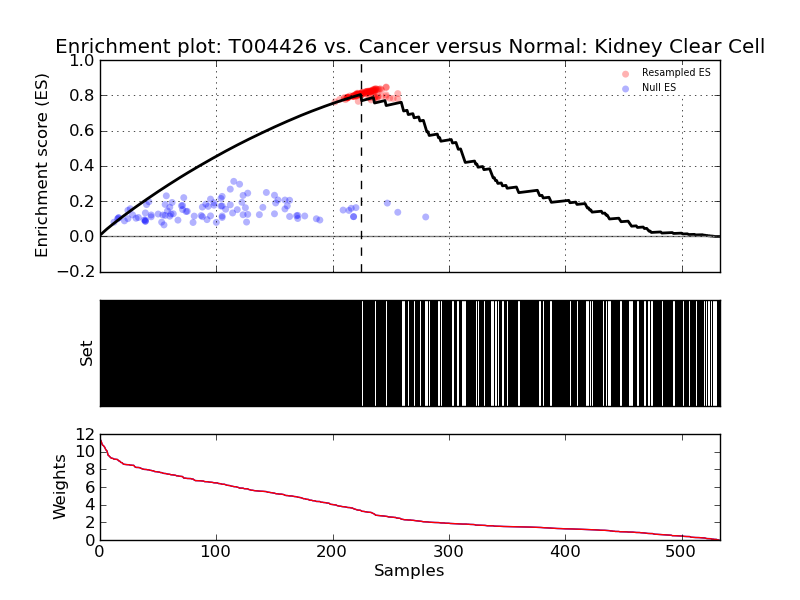 Enrichment plot: T004426 vs. Cancer versus Normal: Kidney Clear Cell
Enrichment score (ES)
1.0
0.8
0.6
0.4
0.2
0.0
−0.2
Resampled ES
Null ES
Set
Weights
12
10
8
6
4
2
0
0 100 200 300 400 500
Samples